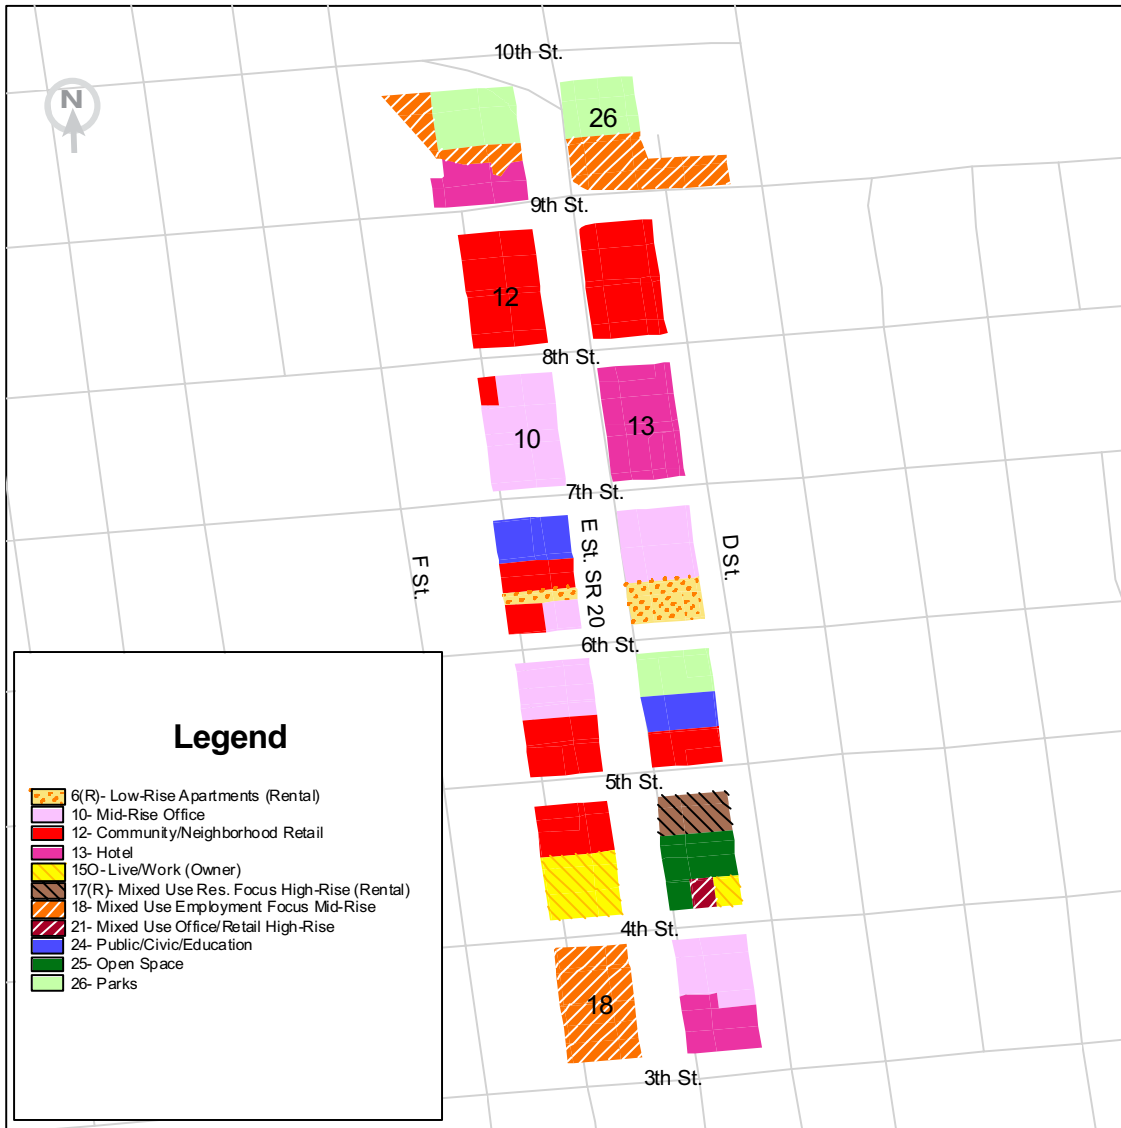 10th St.
N
26
9th St.
12
8th St.
13
10
7th St.
E St. SR 20
D St.
F St.
6th St.
Legend
5th St.
6(R)- Low-Rise Apartments (Rental)
10- Mid-Rise Office
12- Community/Neighborhood Retail
13- Hotel
15O- Live/Work (Owner)
17(R)- Mixed Use Res. Focus High-Rise (Rental)
18- Mixed Use Employment Focus Mid-Rise
21- Mixed Use Office/Retail High-Rise
24- Public/Civic/Education
25- Open Space
26- Parks
4th St.
18
3th St.